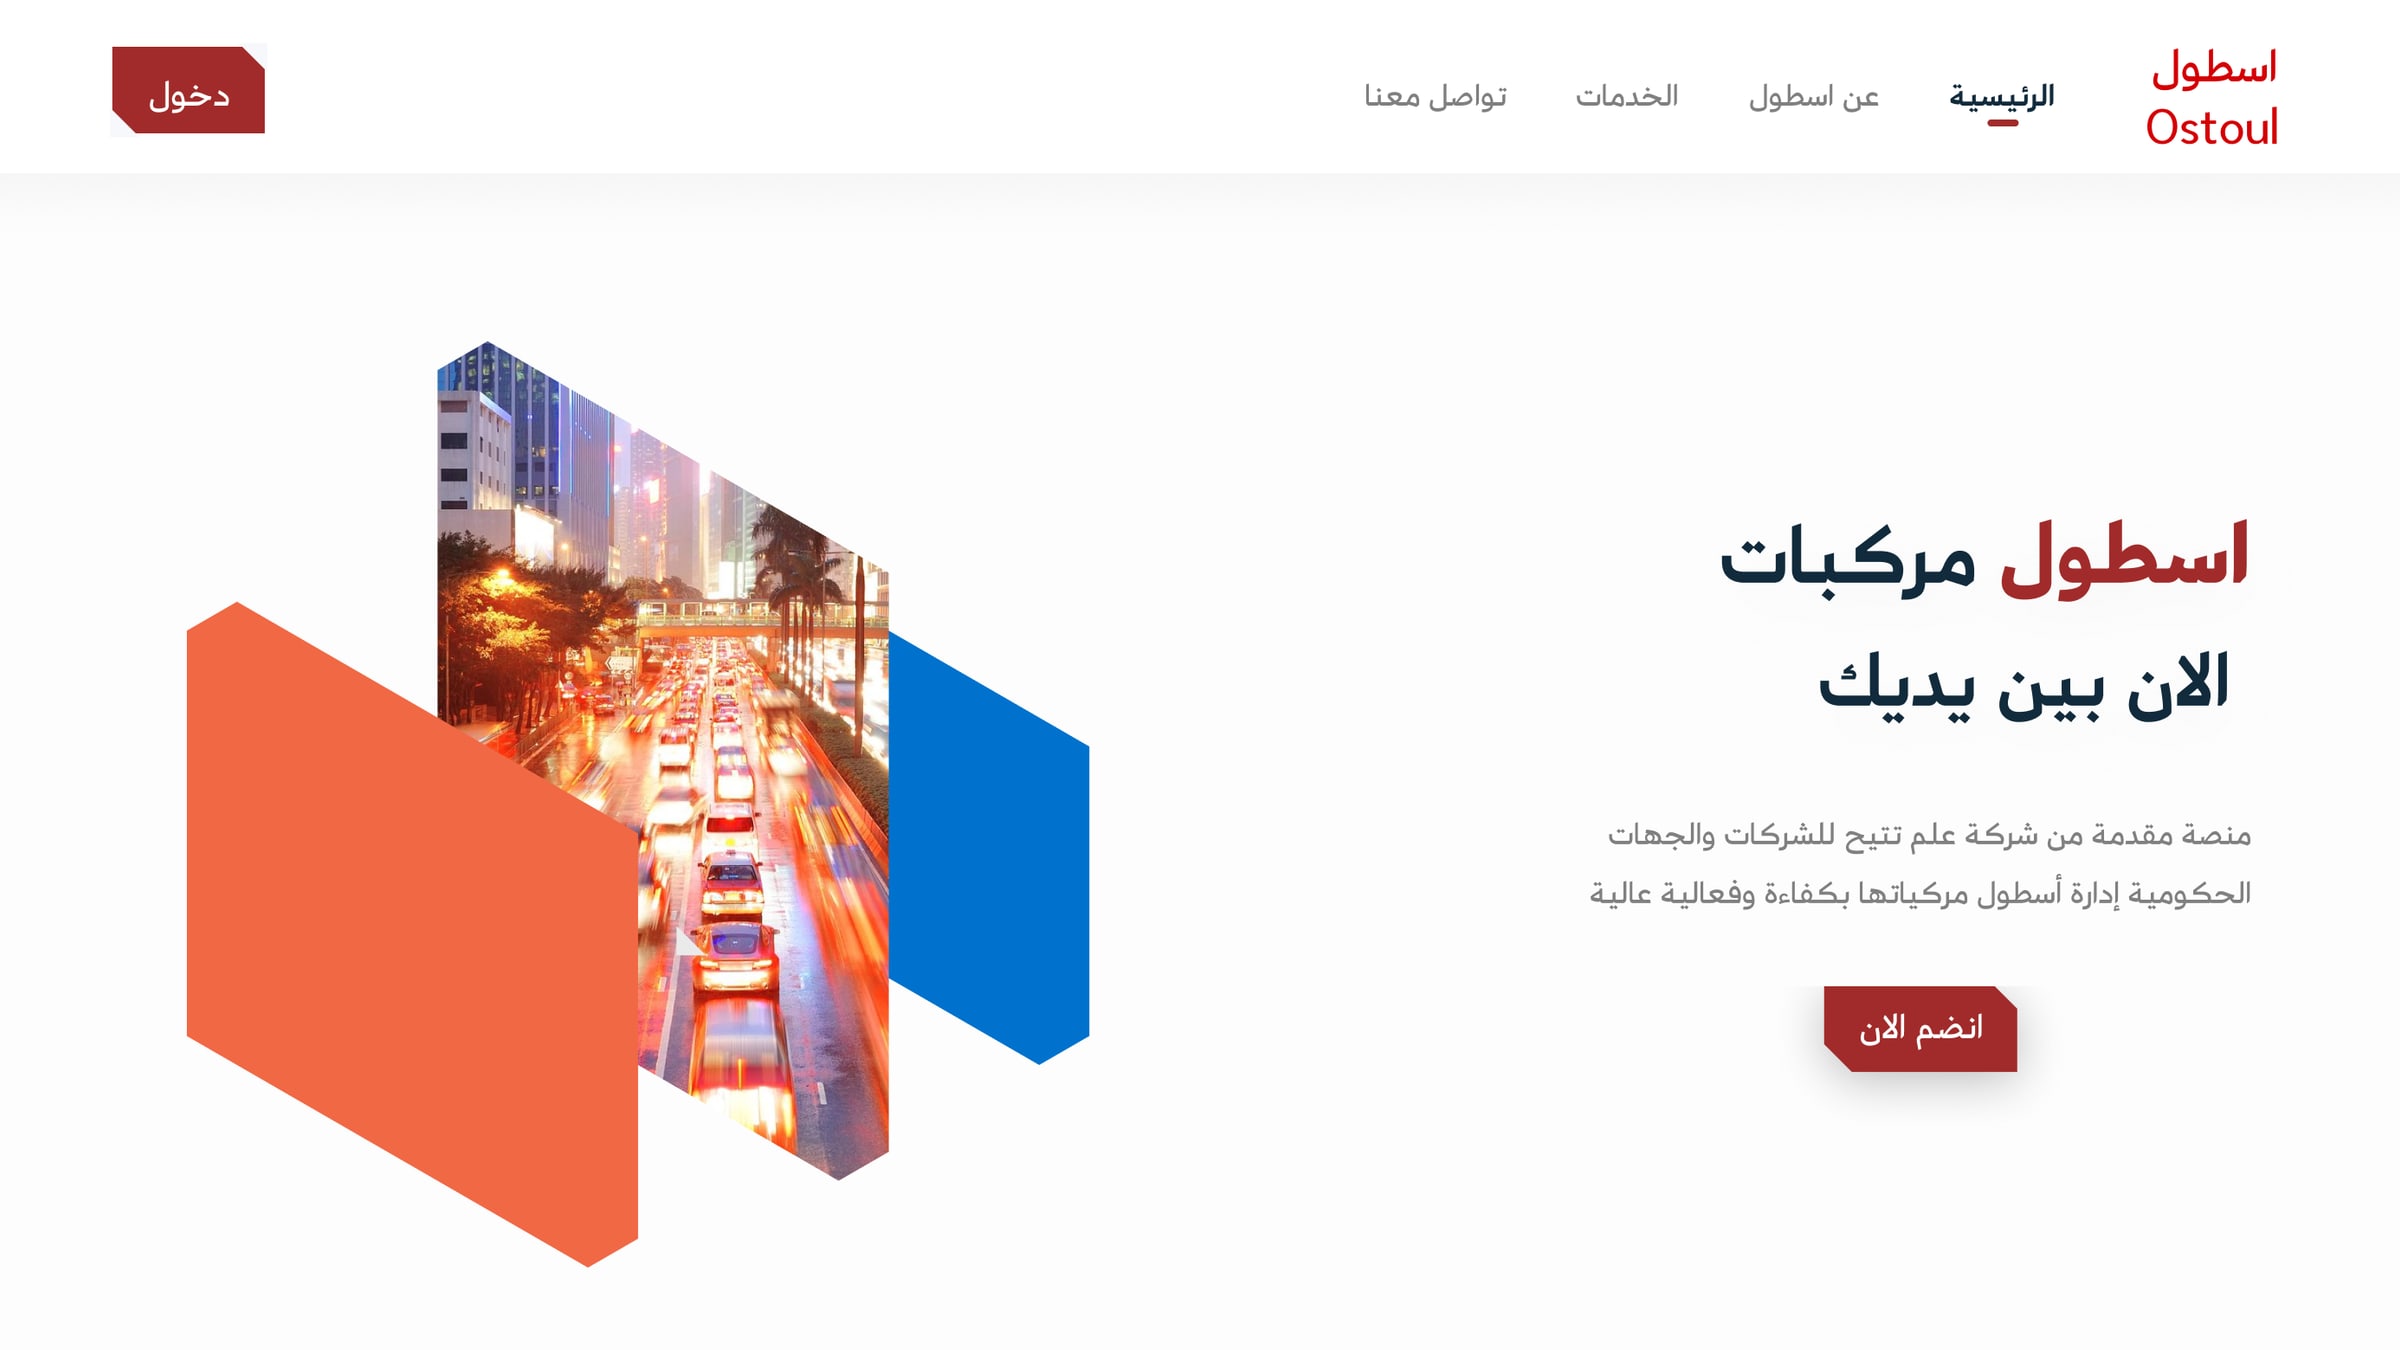 اسطول
Ostoul
الرئيسية
عن اسطول
الخدمات
تواصل معنا
دخول
اسطول مركبات
الان بين يديك
منصة مقدمة من شركة علم تتيح للشركات والجهات
الحكومية إدارة أسطول مركياتها بكفاءة وفعالية عالية
انضم الان